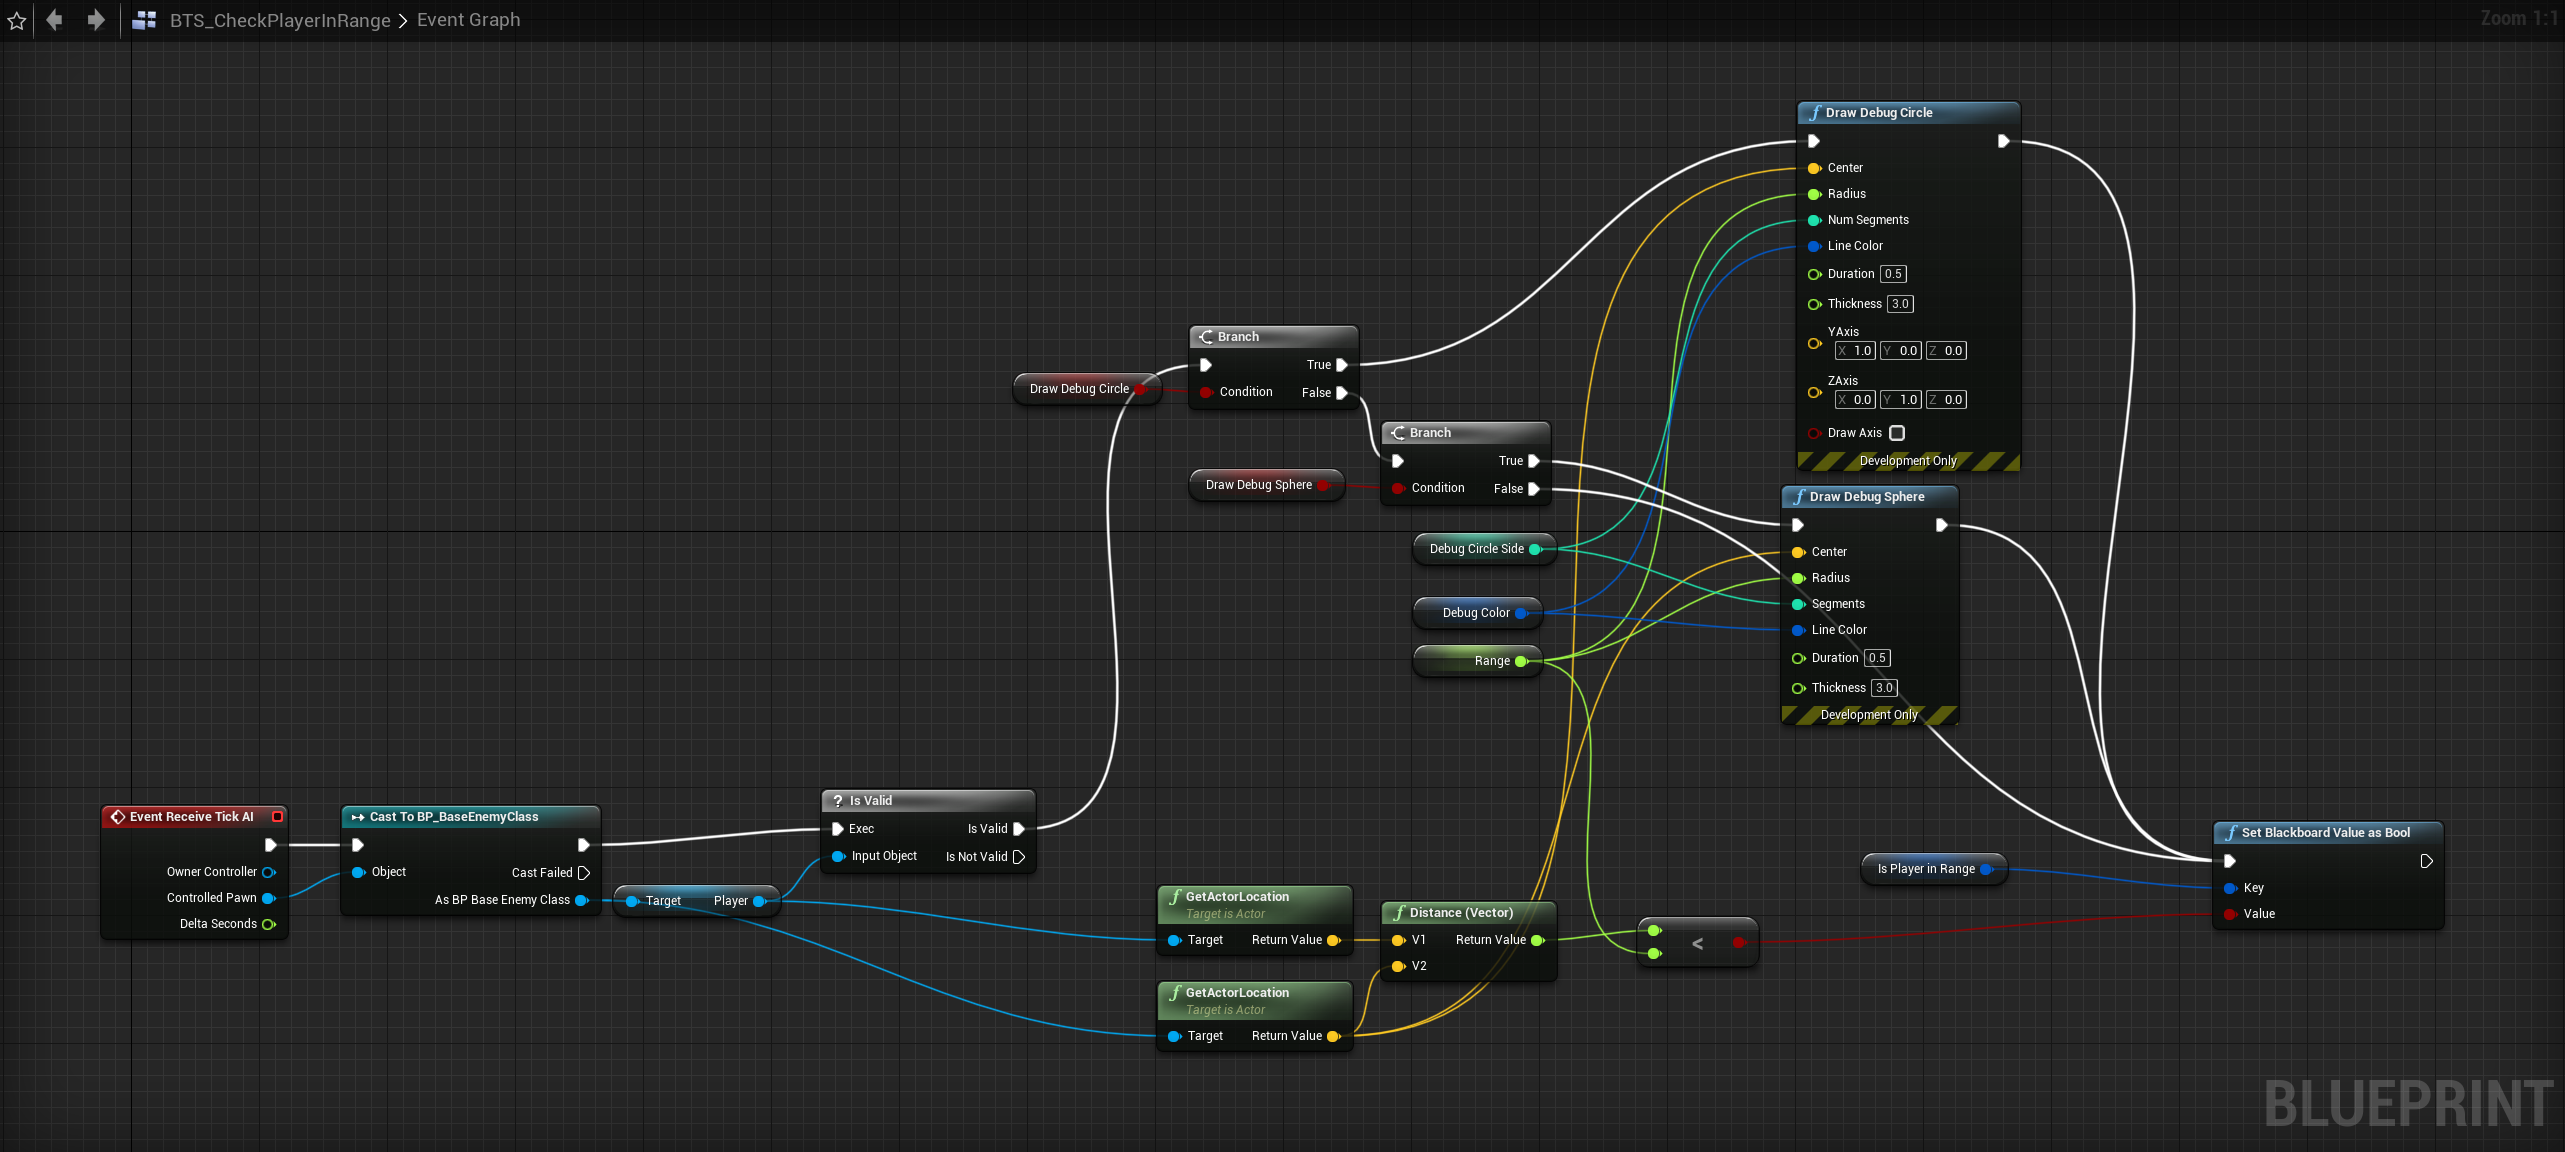 BTS_CheckPlayerInRange > Event Graph
Zoom 1:1
Draw Debug Circle
Center
Radius
Num Segments
Line Color
Duration 0.5
Thickness 3.0
YAxis
X 1.0 Y 0.0 Z 0.0
ZAxis
X 0.0 Y 1.0 Z 0.0
Draw Axis
Development Only
Branch
True
Condition False
Draw Debug Circle
Branch
True
Condition False
Draw Debug Sphere
Draw Debug Sphere
Center
Radius
Segments
Line Color
Duration 0.5
Thickness 3.0
Development Only
Debug Circle Side
Debug Color
Range
Event Receive Tick AI
Owner Controller
Controlled Pawn
Delta Seconds
Cast To BP_BaseEnemyClass
Object Cast Failed
As BP Base Enemy Class
Target Player
? Is Valid
Exec Is Valid
Input Object Is Not Valid
GetActorLocation
Target is Actor
Target Return Value
GetActorLocation
Target is Actor
Target Return Value
Distance (Vector)
V1 Return Value
V2
<
Is Player in Range
Set Blackboard Value as Bool
Key
Value
BLUEPRINT